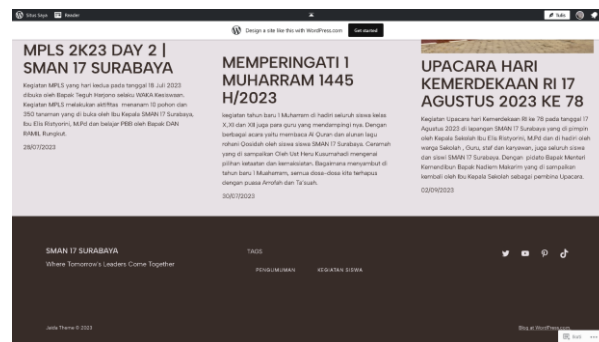 Situs Saya
Reader
Tulis
Design a site like this with WordPress.com
Get started
MPLS 2K23 DAY 2 |
SMAN 17 SURABAYA
Kegiatan MPLS yang hari kedua pada tanggal 18 Juli 2023
dibuka oleh Bapak Teguh Harjono selaku WAKA Kesiswaan.
Kegiatan MPLS melakukan aktifitas menanam 10 pohon dan
350 tanaman yang di buka oleh Ibu Kepala SMAN 17 Surabaya,
Ibu Elis Ristyorini, M.Pd dan belajar PBB oleh Bapak DAN
RAMIL Rungkut.
28/07/2023
MEMPERINGATI 1
MUHARRAM 1445
H/2023
kegiatan tahun baru 1 Muharrem di hadiri seluruh siswa kelas
X,XI dan XII juga para guru yang mendampingi nya. Dengan
berbagai acara yaitu membaca Al Quran dan alunan lagu
rohani Qosidah oleh siswa siswa SMAN 17 Surabaya. Ceramah
yang di sampaikan Oleh Ust Heru Kusumahadi mengenai
pilihan ketaatan dan kemaksiatan. Bagaimana menyambut di
tahun baru 1 Muaharram, semua dosa-dosa kita terhapus
dengan puasa Arrofah dan Ta'suah.
30/07/2023
UPACARA HARI
KEMERDEKAAN RI 17
AGUSTUS 2023 KE 78
Kegiatan Upacara hari Kemerdekaan RI ke 78 pada tanggal 17
Agustus 2023 di lapangan SMAN 17 Surabaya yang di pimpin
oleh Kepala Sekolah Ibu Elis Ristyorini, M.Pd dan di hadiri oleh
warga Sekolah , Guru, staf dan karyawan, juga seluruh siswa
dan siswi SMAN 17 Surabaya. Dengan pidato Bapak Menteri
Kemendikbun Bapak Nadiem Makarim yang di sampaikan
kembali oleh Ibu Kepala Sekolah sebagai pembina Upacara.
02/09/2023
SMAN 17 SURABAYA
Where Tomorrow's Leaders Come Together
TAGS
PENGUMUMAN
KEGIATAN SISWA
Jaida Theme © 2023
Blog at WordPress.com.